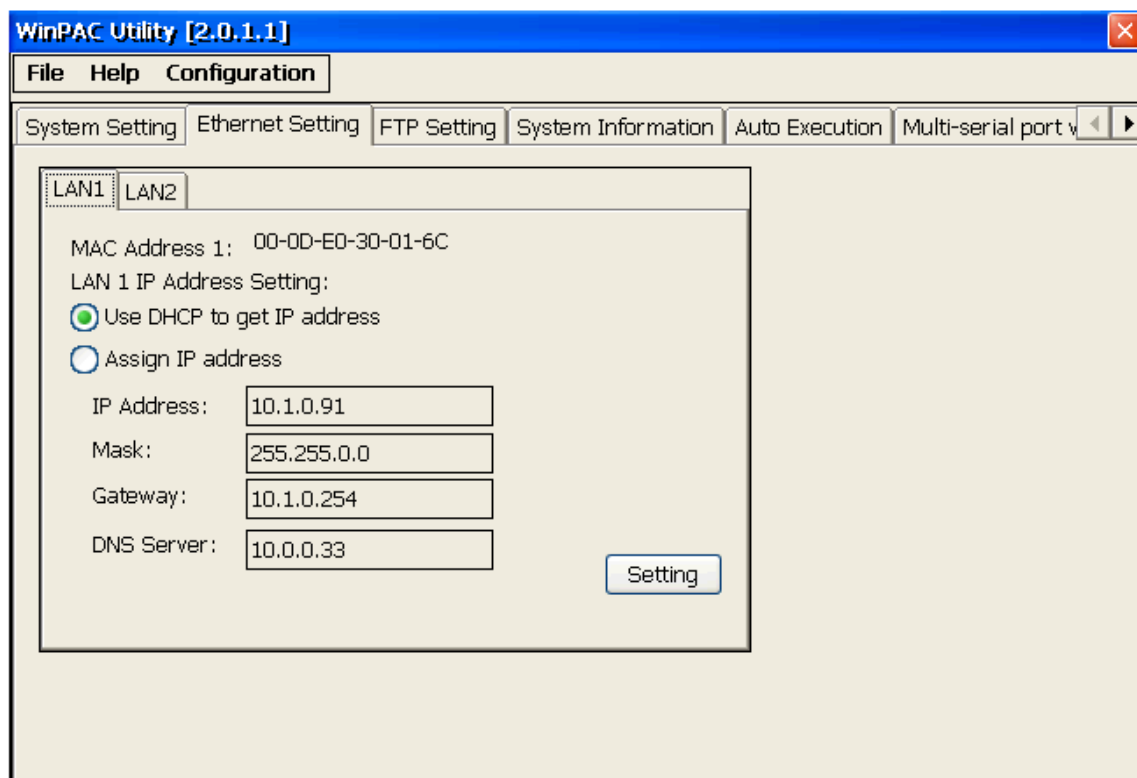 WinPAC Utility [2.0.1.1]
File Help Configuration
System Setting Ethernet Setting FTP Setting System Information Auto Execution Multi-serial port
LAN1 LAN2
MAC Address 1: 00-0D-E0-30-01-6C
LAN 1 IP Address Setting:
Use DHCP to get IP address
Assign IP address
IP Address: 10.1.0.91
Mask: 255.255.0.0
Gateway: 10.1.0.254
DNS Server: 10.0.0.33
Setting